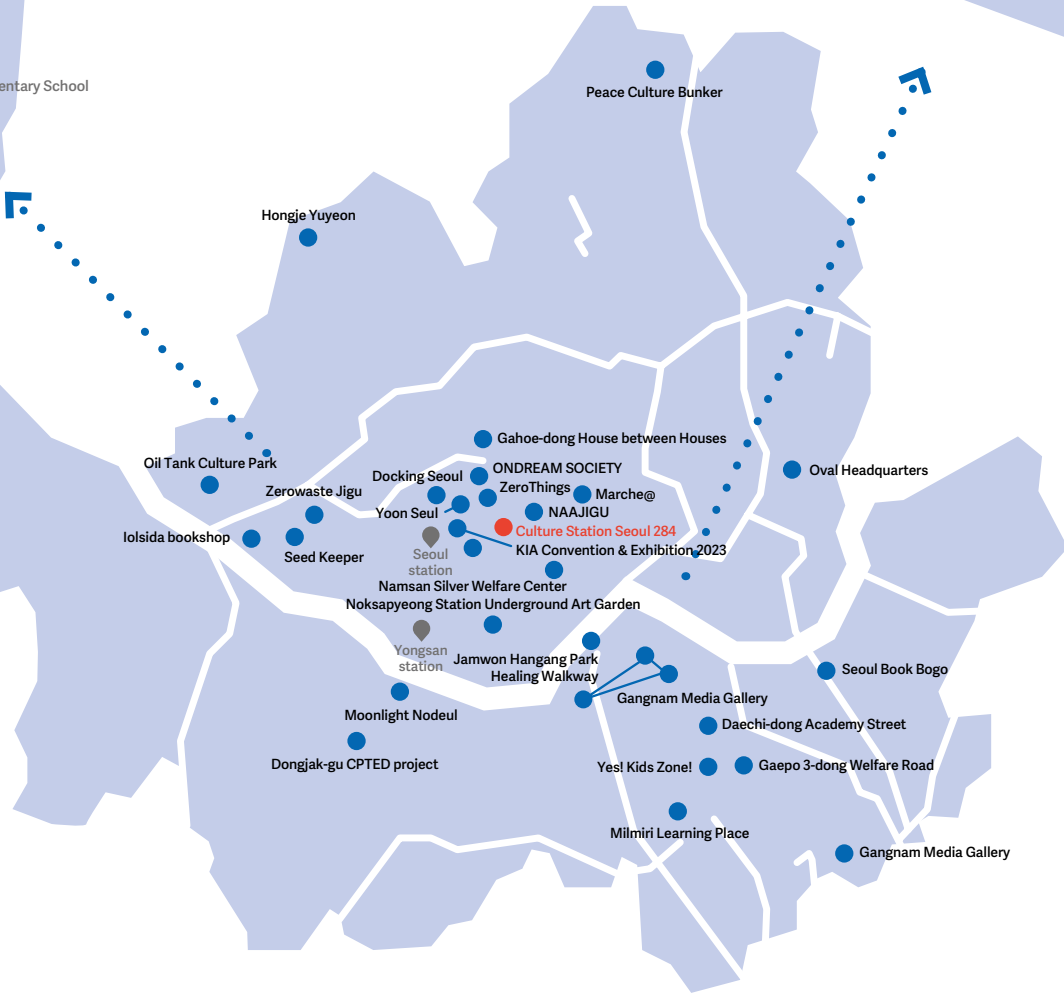 entary School
Peace Culture Bunker
Hongje Yuyeon
Gahoe-dong House between Houses
Oil Tank Culture Park
Docking Seoul
ONDREAM SOCIETY
Oval Headquarters
Zerowaste Jigu
ZeroThings
Marche@
Yoon Seul
NAAJIGU
Iolsida bookshop
Culture Station Seoul 284
Seed Keeper
Seoul
station
KIA Convention & Exhibition 2023
Namsan Silver Welfare Center
Noksapyeong Station Underground Art Garden
Yongsan
station
Jamwon Hangang Park
Healing Walkway
Seoul Book Bogo
Gangnam Media Gallery
Moonlight Nodeul
Daechi-dong Academy Street
Dongjak-gu CPTED project
Yes! Kids Zone!
Gaepo 3-dong Welfare Road
Milmiri Learning Place
Gangnam Media Gallery